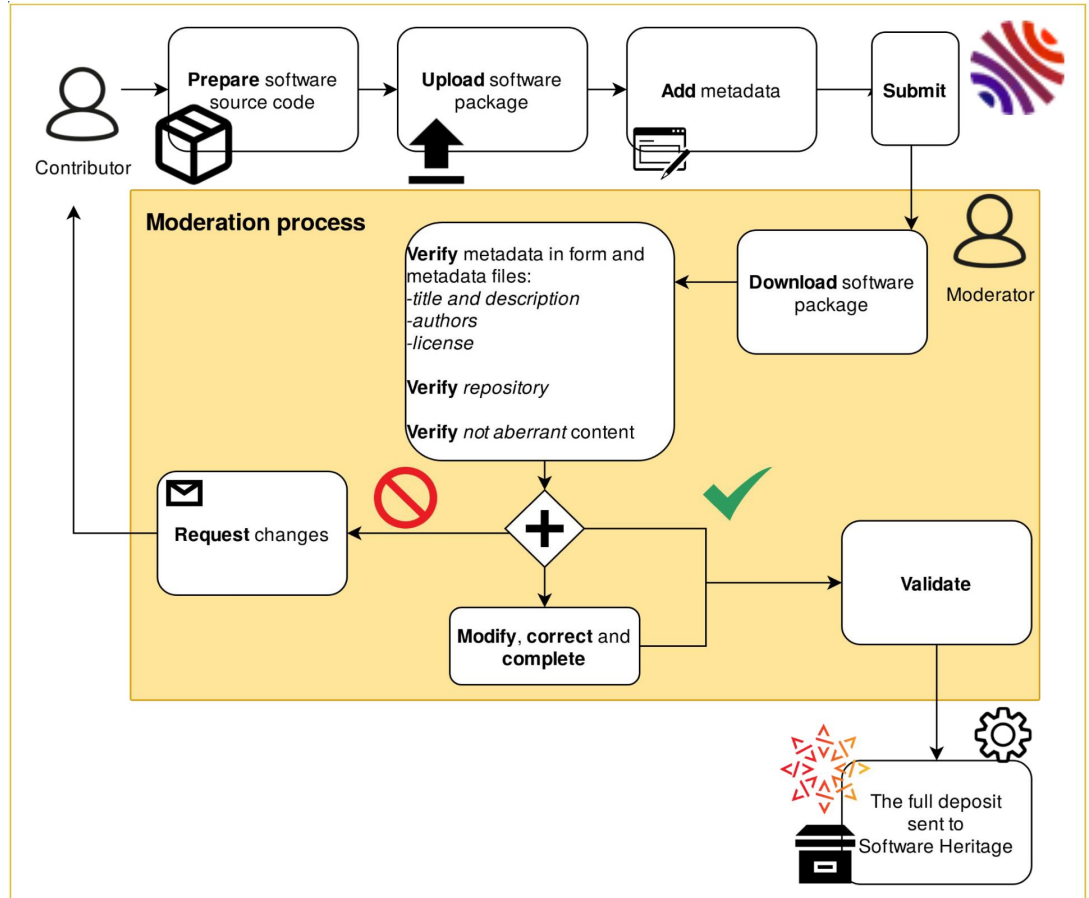 Prepare software
source code
Upload software
package
Add metadata
Submit
Contributor
Moderation process
Verify metadada in form and
metadata files:
-title and description
-authors
-license
Verify repository
Verify not aberrant content
Download software
package
Moderator
Request changes
Modify, correct and
complete
Validate
The full deposit
sent to
Software Heritage